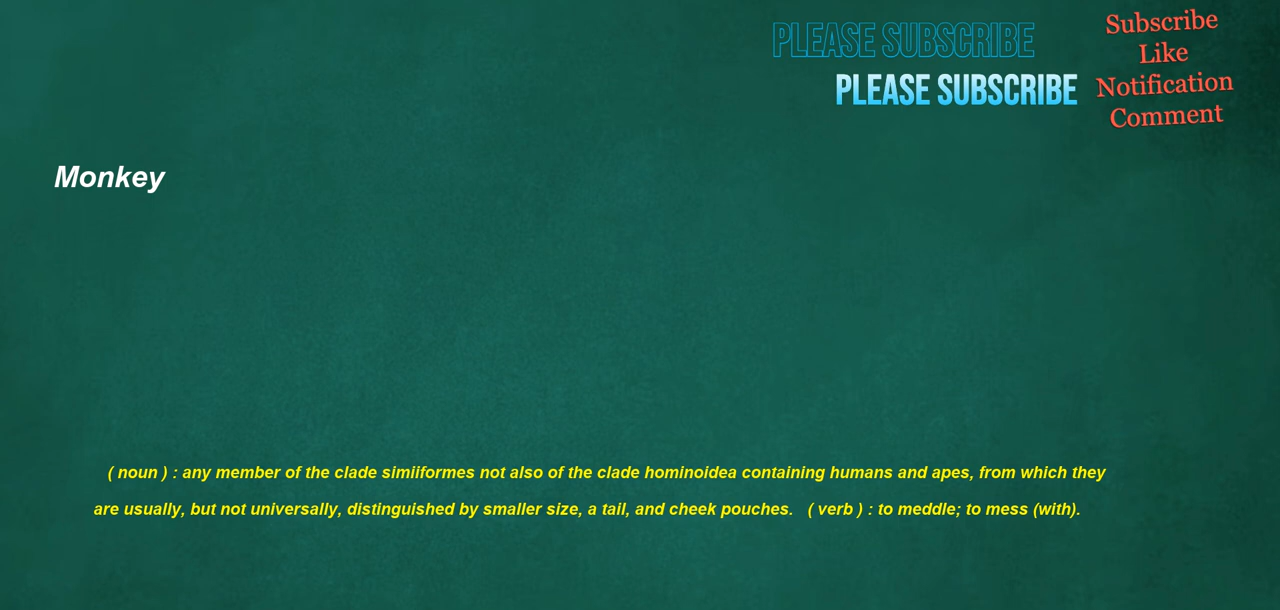 PLEASE SUBSCRIBE
PLEASE SUBSCRIBE
Subscribe
Like
Notification
Comment
Monkey
( noun ) : any member of the clade simiiformes not also of the clade hominoidea containing humans and apes, from which they
are usually, but not universally, distinguished by smaller size, a tail, and cheek pouches. ( verb ) : to meddle; to mess (with).